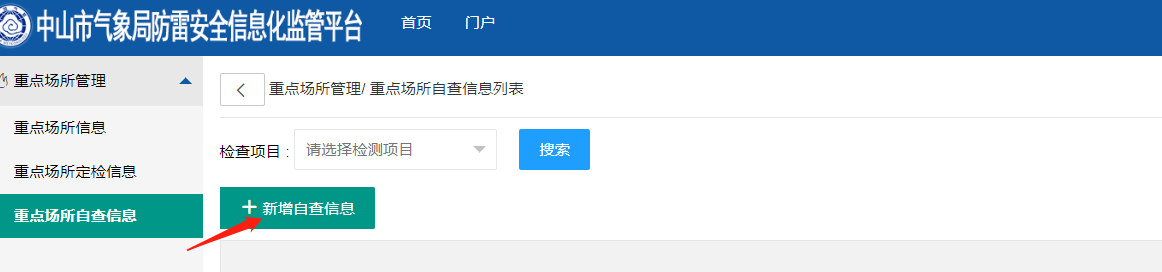 中山市气象局防雷安全信息化监管平台 首页 门户
重点场所管理
重点场所信息
重点场所定检信息
重点场所自查信息
重点场所管理/ 重点场所自查信息列表
检查项目 : 请选择检测项目 搜索
新增自查信息